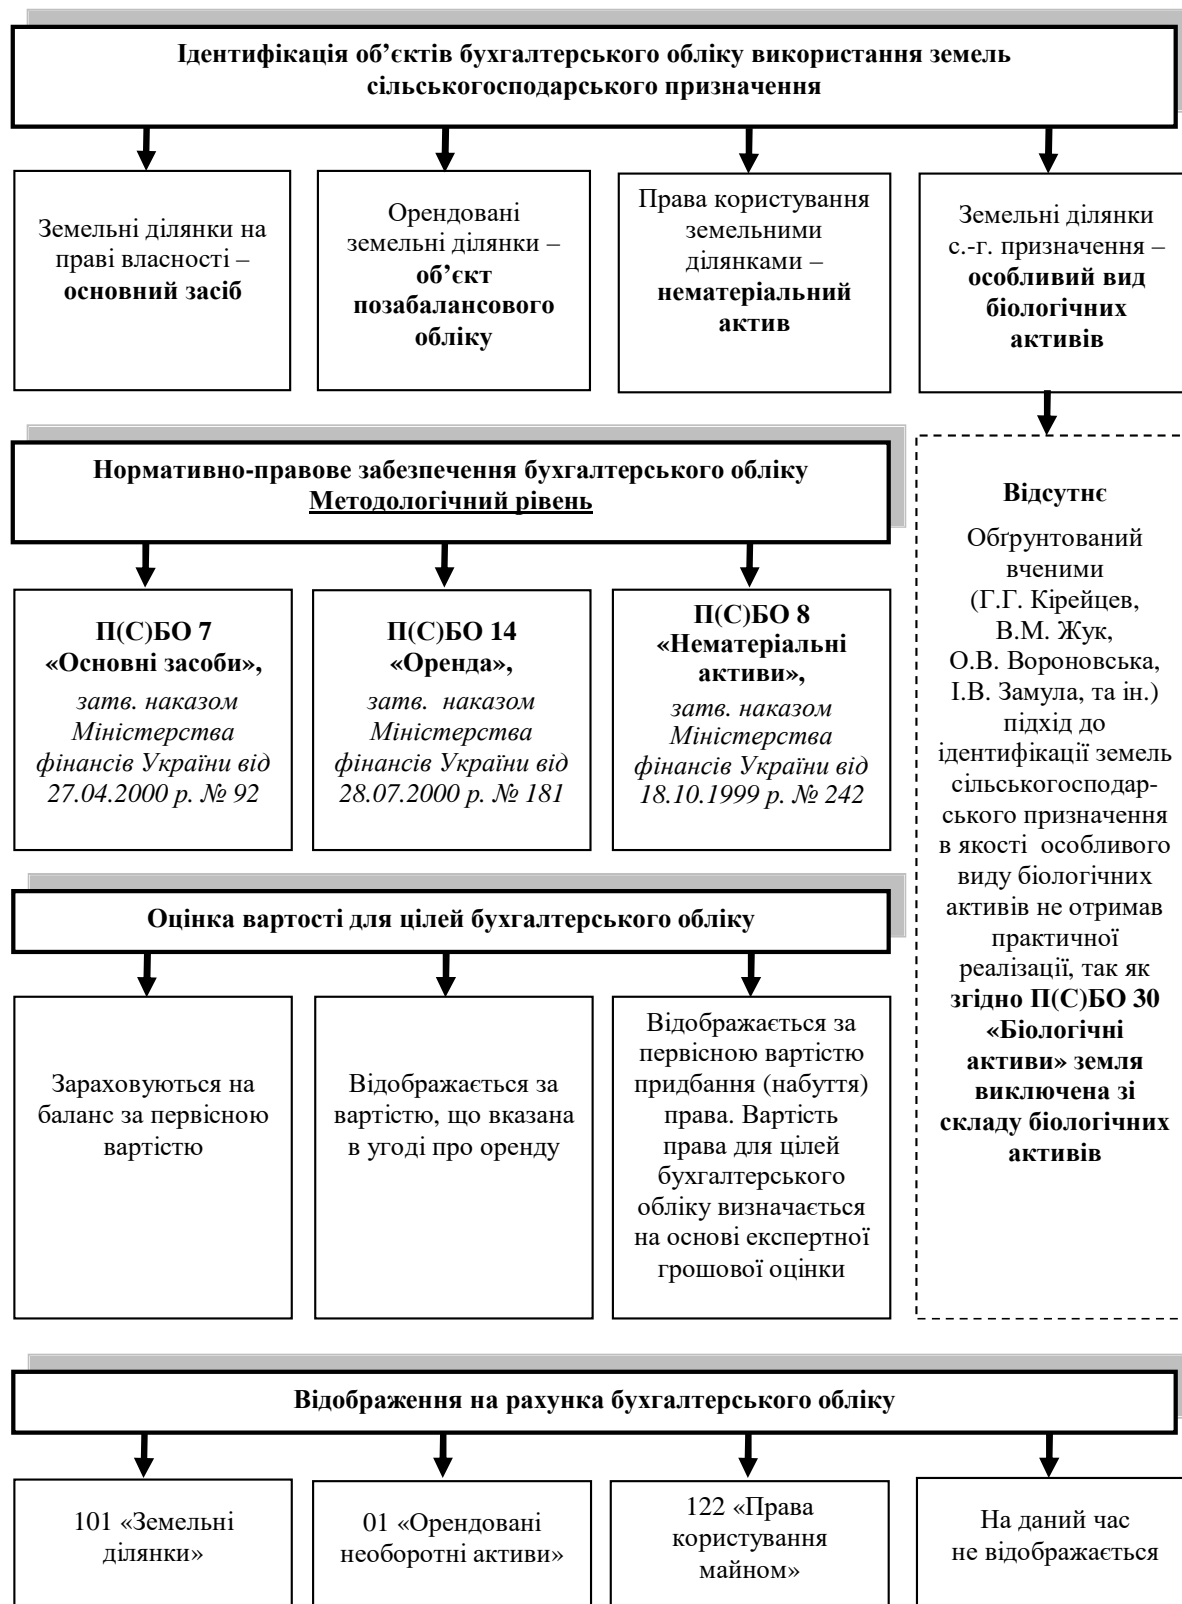 Ідентифікація об’єктів бухгалтерського обліку використання земель
сільськогосподарського призначення
Земельні ділянки на
праві власності –
основний засіб
Орендовані
земельні ділянки –
об’єкт
позабалансового
обліку
Права користування
земельними
ділянками –
нематеріальний
актив
Земельні ділянки
с.-г. призначення –
особливий вид
біологічних
активів
Нормативно-правове забезпечення бухгалтерського обліку
Методологічний рівень
П(С)БО 7
«Основні засоби»,
затв. наказом
Міністерства
фінансів України від
27.04.2000 р. № 92
П(С)БО 14
«Оренда»,
затв. наказом
Міністерства
фінансів України від
28.07.2000 р. № 181
П(С)БО 8
«Нематеріальні
активи»,
затв. наказом
Міністерства
фінансів України від
18.10.1999 р. № 242
Відсутнє
Обґрунтований
вченими
(Г.Г. Кірейцев,
В.М. Жук,
О.В. Вороновська,
І.В. Замула, та ін.)
підхід до
ідентифікації земель
сільськогосподар-
ського призначення
в якості особливого
виду біологічних
активів не отримав
практичної
реалізації, так як
згідно П(С)БО 30
«Біологічні
активи» земля
виключена зі
складу біологічних
активів
Оцінка вартості для цілей бухгалтерського обліку
Зараховуються на
баланс за первісною
вартістю
Відображається за
вартістю, що вказана
в угоді про оренду
Відображається за
первісною вартістю
придбання (набуття)
права. Вартість
права для цілей
бухгалтерського
обліку визначається
на основі експертної
грошової оцінки
Відображення на рахунка бухгалтерського обліку
101 «Земельні
ділянки»
01 «Орендовані
необоротні активи»
122 «Права
користування
майном»
На даний час
не відображається